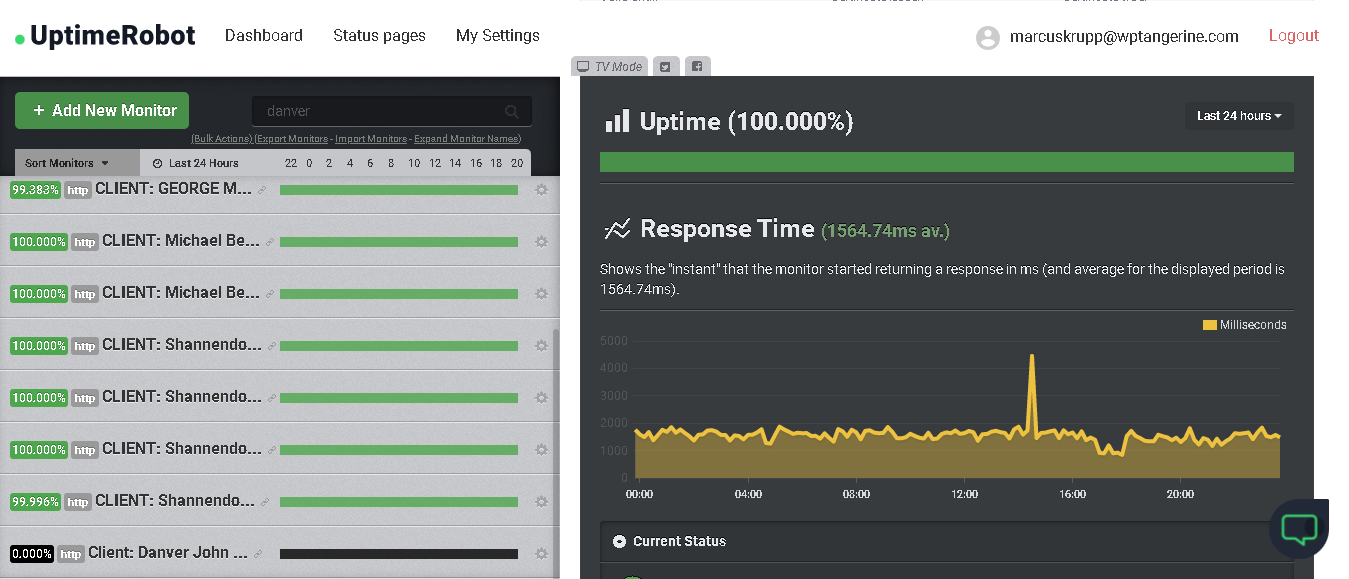 UptimeRobot
Dashboard
Status pages
My Settings
marcuskrupp@wptangerine.com
Logout
+ Add New Monitor
danver
(Bulk Actions) (Export Monitors - Import Monitors - Expand Monitor Names)
Sort Monitors
Last 24 Hours
22 0 2 4 6 8 10 12 14 16 18 20
99.383% http CLIENT: GEORGE M...
100.000% http CLIENT: Michael Be...
100.000% http CLIENT: Michael Be...
100.000% http CLIENT: Shannendo...
100.000% http CLIENT: Shannendo...
100.000% http CLIENT: Shannendo...
99.996% http CLIENT: Shannendo...
0.000% http Client: Danver John ...
TV Mode
Uptime (100.000%)
Last 24 hours
Response Time (1564.74ms av.)
Shows the "instant" that the monitor started returning a response in ms (and average for the displayed period is
1564.74ms).
Milliseconds
5000
4000
3000
2000
1000
0
00:00 04:00 08:00 12:00 16:00 20:00
Current Status